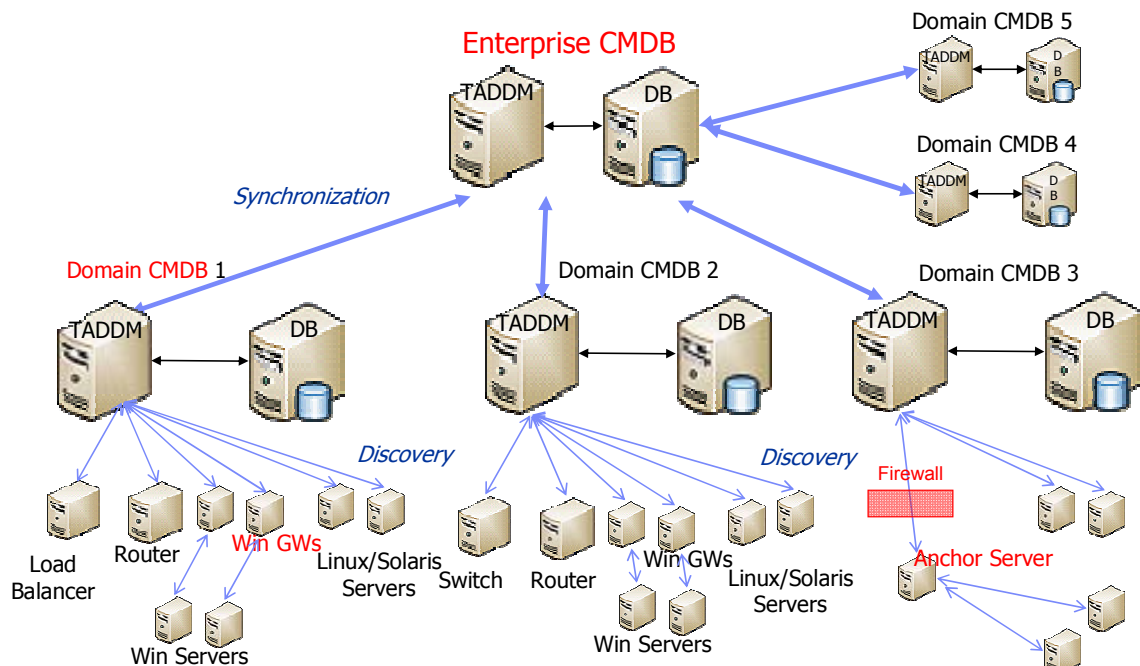 Enterprise CMDB
TADDM
DB
Domain CMDB 5
TADDM
D
B
Domain CMDB 4
TADDM
D
B
Synchronization
Domain CMDB 1
TADDM
DB
Domain CMDB 2
TADDM
DB
Domain CMDB 3
TADDM
DB
Discovery
Discovery
Firewall
Load
Balancer
Router
Win GWs
Linux/Solaris
Servers
Win Servers
Switch
Router
Win GWs
Linux/Solaris
Servers
Win Servers
Anchor Server